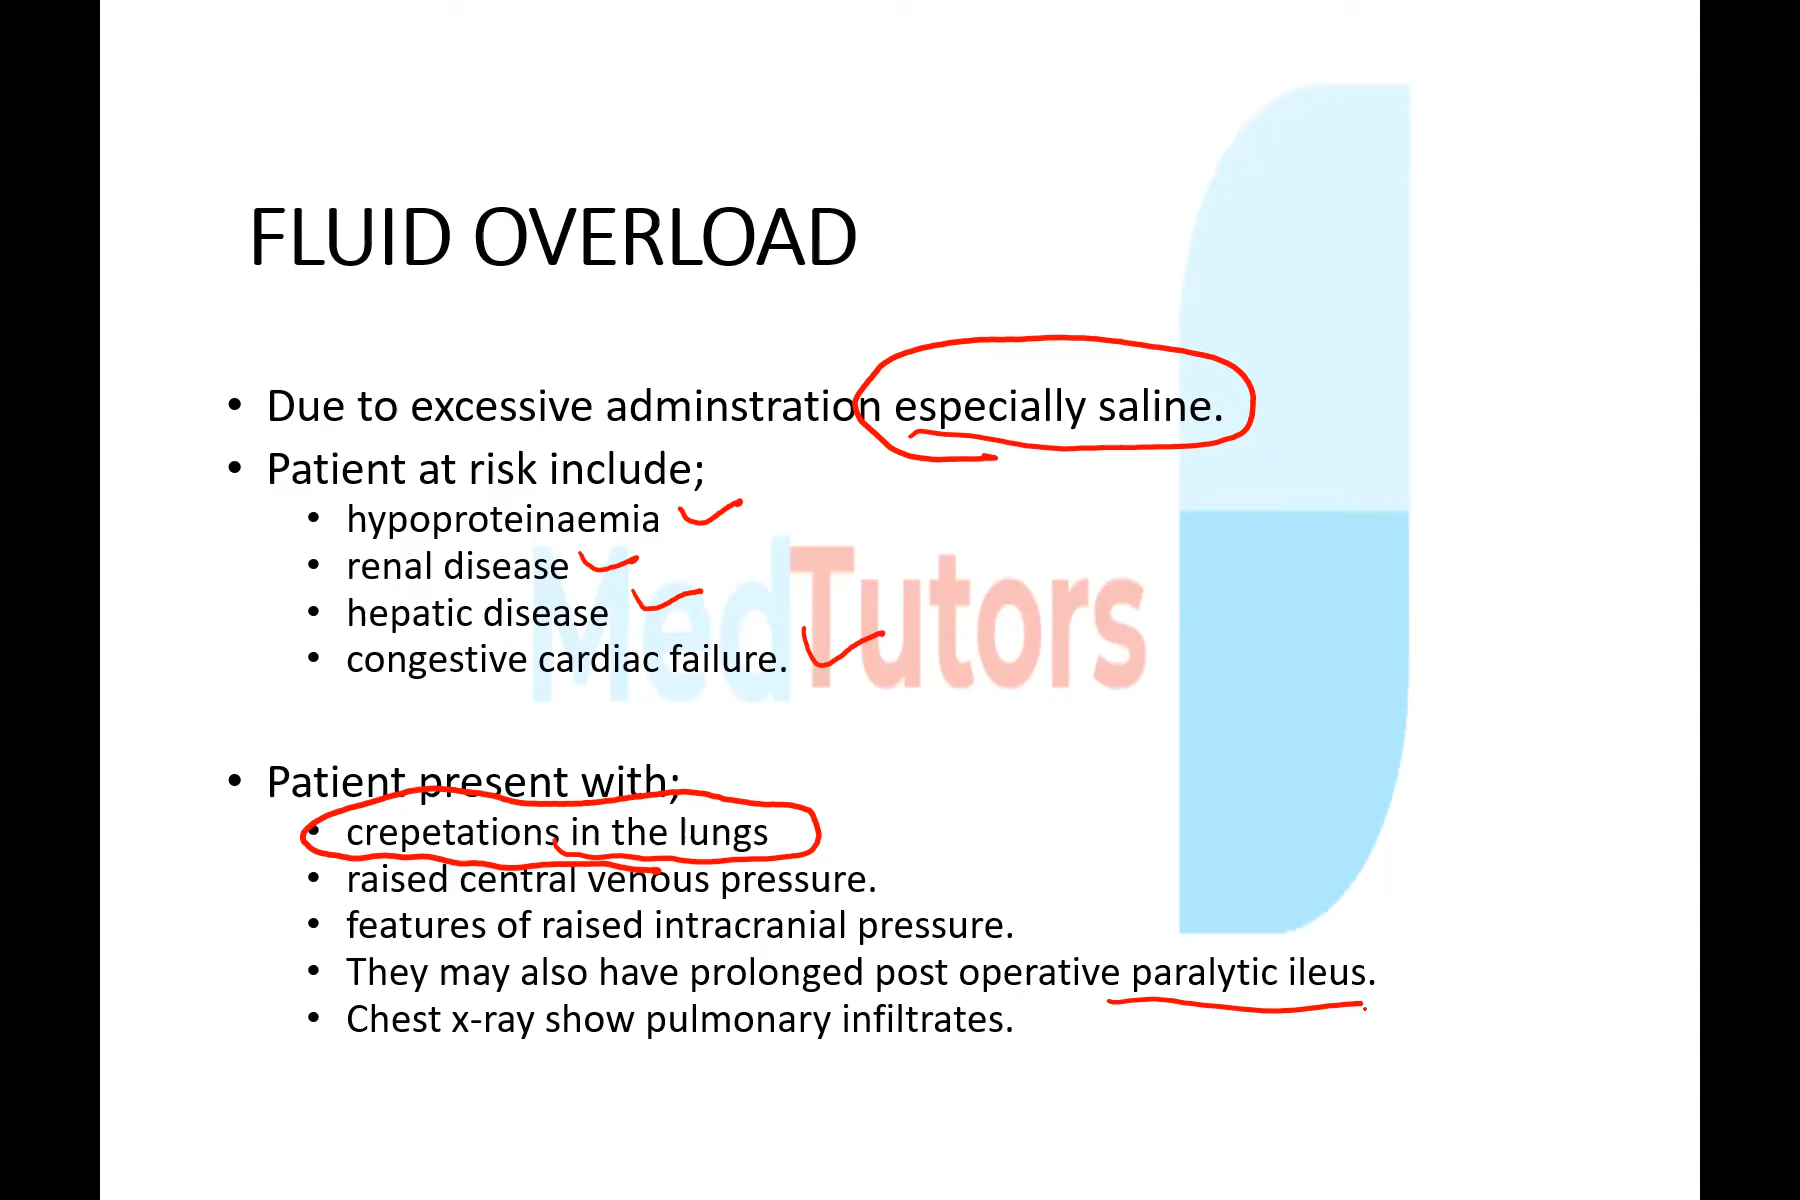 FLUID OVERLOAD
• Due to excessive adminstration especially saline.
• Patient at risk include;
• hypoproteinaemia
• renal disease
• hepatic disease
• congestive cardiac failure.
MedTutors
• Patient present with;
• crepetations in the lungs
• raised central venous pressure.
• features of raised intracranial pressure.
• They may also have prolonged post operative paralytic ileus.
• Chest x-ray show pulmonary infiltrates.